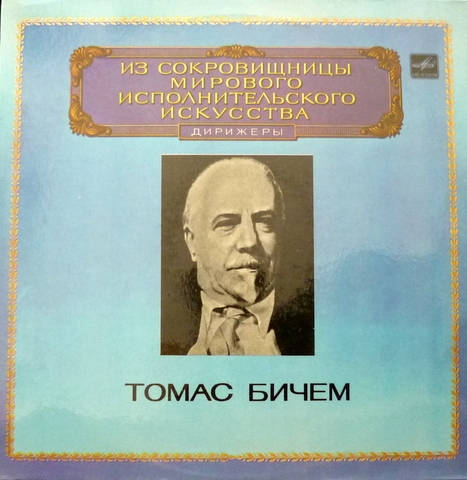 ИЗ СОКРОВИЩНИЦЫ
МИРОВОГО
ИСПОЛНИТЕЛЬСКОГО
ИСКУССТВА
ДИРИЖЕРЫ
ТОМАС БИЧЕМ